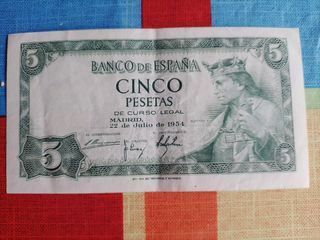 5 BANCO DE ESPAÑA 5
CINCO
PESETAS
DE CURSO LEGAL
MADRID,
22 de Julio de 1954
5